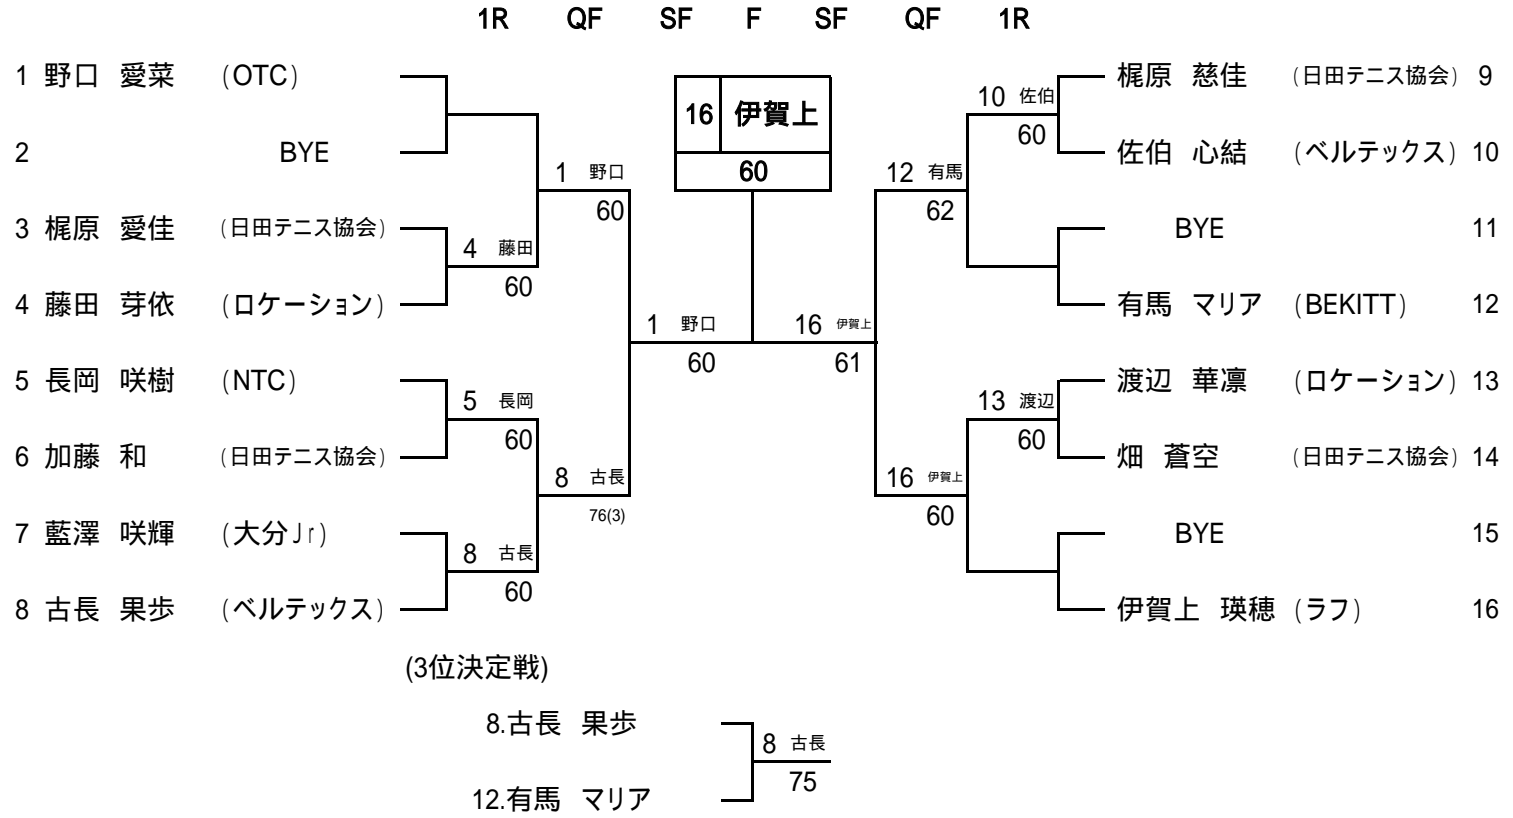 1R QF SF F SF QF 1R
1 野口 愛菜 (OTC)
2 BYE
3 梶原 愛佳 (日田テニス協会)
4 藤田 芽依 (ロケーション)
5 長岡 咲樹 (NTC)
6 加藤 和 (日田テニス協会)
7 藍澤 咲輝 (大分Jr)
8 古長 果歩 (ベルテックス)
4 藤田
60
5 長岡
60
8 古長
60
1 野口
60
8 古長
76(3)
1 野口
60
16 伊賀上
60
16 伊賀上
61
12 有馬
62
16 伊賀上
60
10 佐伯
60
13 渡辺
60
梶原 慈佳 (日田テニス協会) 9
佐伯 心結 (ベルテックス) 10
BYE 11
有馬 マリア (BEKITT) 12
渡辺 華凛 (ロケーション) 13
畑 蒼空 (日田テニス協会) 14
BYE 15
伊賀上 瑛穂 (ラフ) 16
(3位決定戦)
8.古長 果歩
12.有馬 マリア
8 古長
75